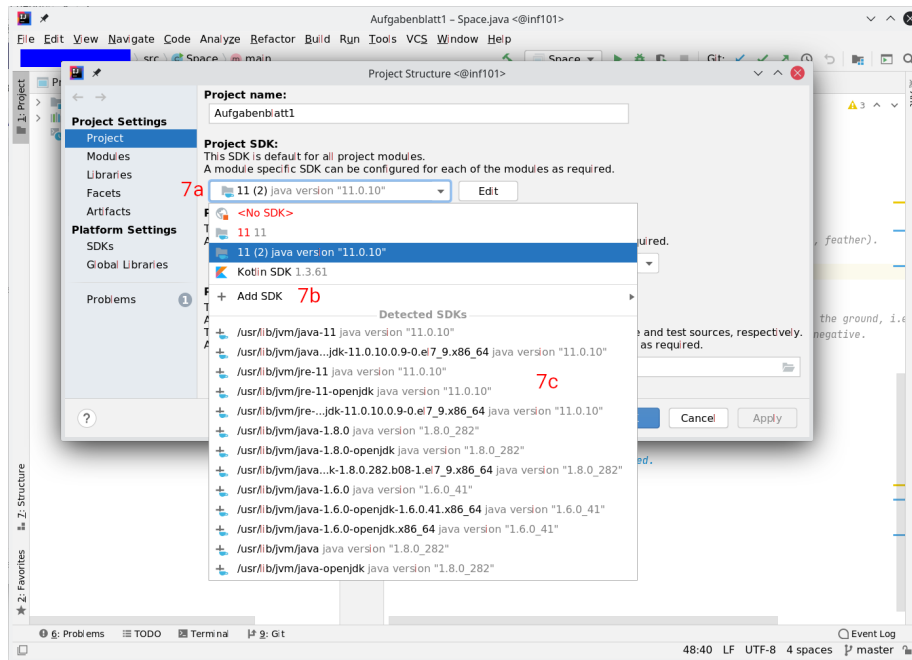 Aufgabenblatt1 – Space.java <@inf101>
File Edit View Navigate Code Analyze Refactor Build Run Tools VCS Window Help
src Space main Space Git:
Project Structure <@inf101>
1: Project
7: Structure
2: Favorites
Project Settings
Project
Modules
Libraries
Facets
Artifacts
Platform Settings
SDKs
Global Libraries
Problems 1
Project name:
Aufgabenblatt1
Project SDK:
This SDK is default for all project modules.
A module specific SDK can be configured for each of the modules as required.
7a 11 (2) java version "11.0.10" Edit
<No SDK>
11 11
11 (2) java version "11.0.10"
Kotlin SDK 1.3.61
Add SDK 7b
Detected SDKs
/usr/lib/jvm/java-11 java version "11.0.10"
/usr/lib/jvm/java...jdk-11.0.10.0.9-0.el7_9.x86_64 java version "11.0.10"
/usr/lib/jvm/jre-11 java version "11.0.10"
7c
/usr/lib/jvm/jre-11-openjdk java version "11.0.10"
/usr/lib/jvm/jre-...jdk-11.0.10.0.9-0.el7_9.x86_64 java version "11.0.10"
/usr/lib/jvm/java-1.8.0 java version "1.8.0_282"
/usr/lib/jvm/java-1.8.0-openjdk java version "1.8.0_282"
/usr/lib/jvm/java...k-1.8.0.282.b08-1.el7_9.x86_64 java version "1.8.0_282"
/usr/lib/jvm/java-1.6.0 java version "1.6.0_41"
/usr/lib/jvm/java-1.6.0-openjdk-1.6.0.41.x86_64 java version "1.6.0_41"
/usr/lib/jvm/java-1.6.0-openjdk.x86_64 java version "1.6.0_41"
/usr/lib/jvm/java java version "1.8.0_282"
/usr/lib/jvm/java-openjdk java version "1.8.0_282"
e and test sources, respectively.
as required.
?
Cancel Apply
3
, feather).
the ground, i.e
negative.
ed.
6: Problems TODO Terminal 9: Git Event Log
48:40 LF UTF-8 4 spaces master